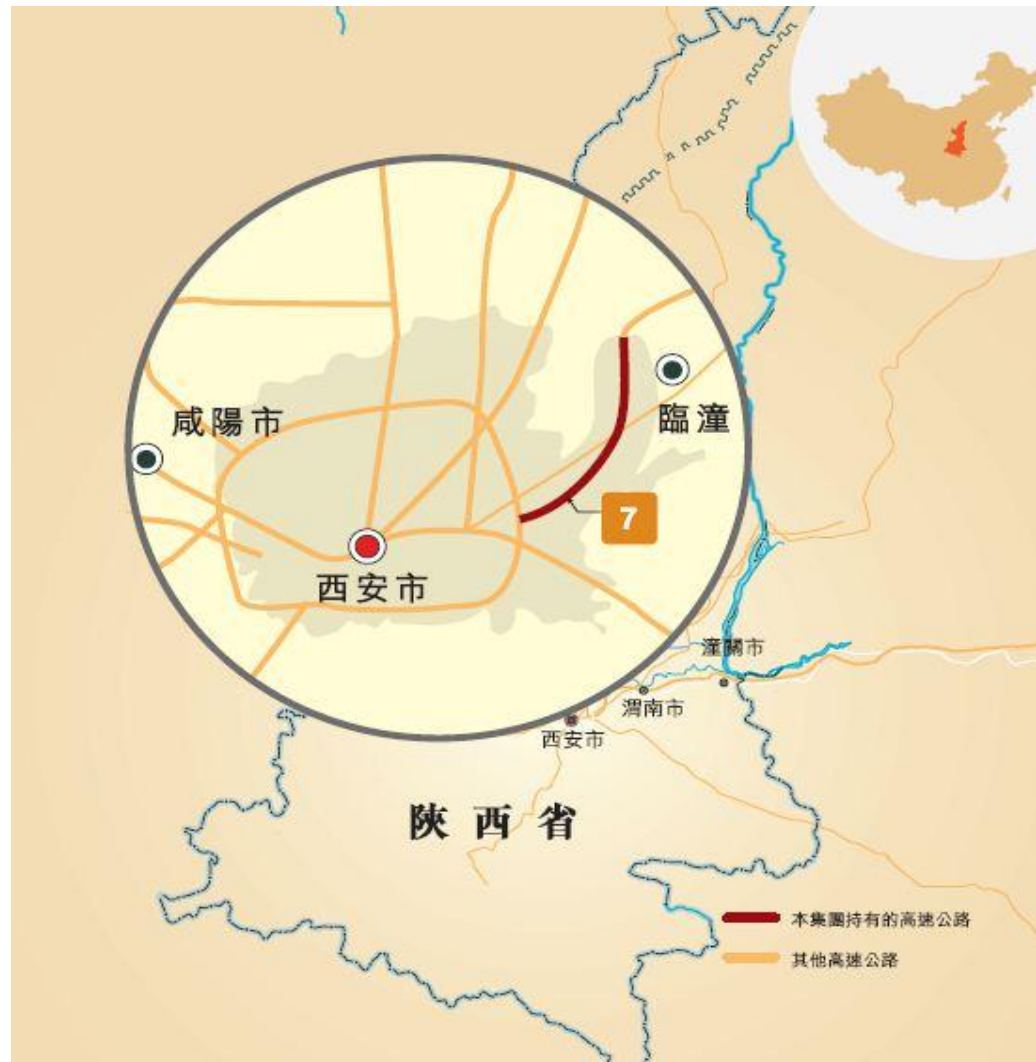 咸陽市
臨潼
7
西安市
潼關市
渭南市
西安市
陝西省
本集團持有的高速公路
其他高速公路